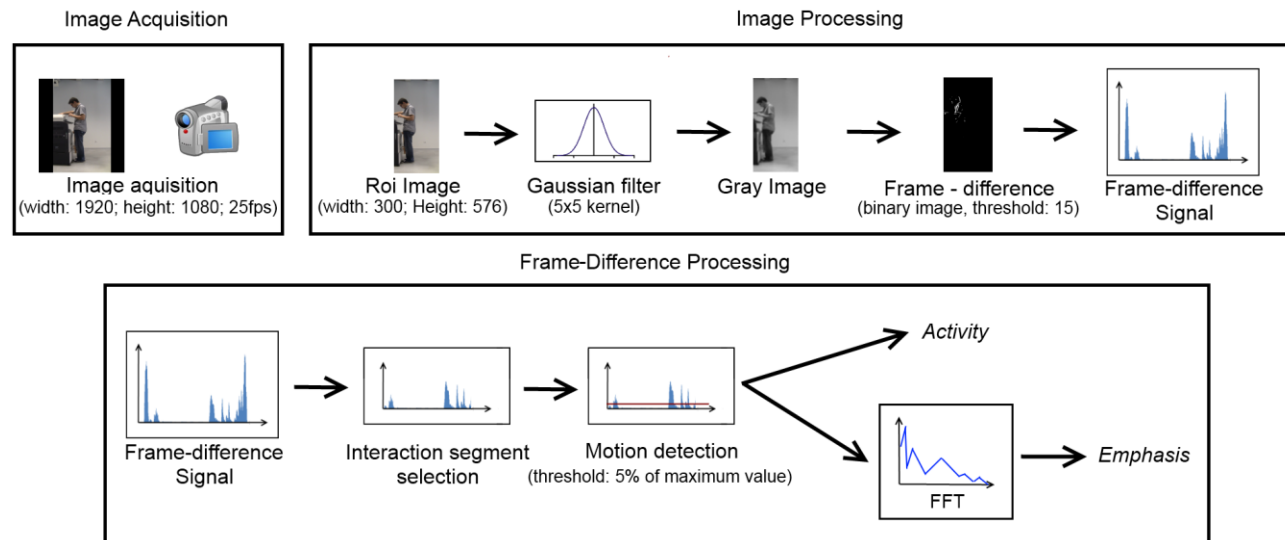 Image Acquisition
Image Processing
Image aquisition
(width: 1920; height: 1080; 25fps)
Roi Image
(width: 300; Height: 576)
Gaussian filter
(5x5 kernel)
Gray Image
Frame - difference
(binary image, threshold: 15)
Frame-difference
Signal
Frame-Difference Processing
Frame-difference
Signal
Interaction segment
selection
Motion detection
(threshold: 5% of maximum value)
Activity
FFT
Emphasis